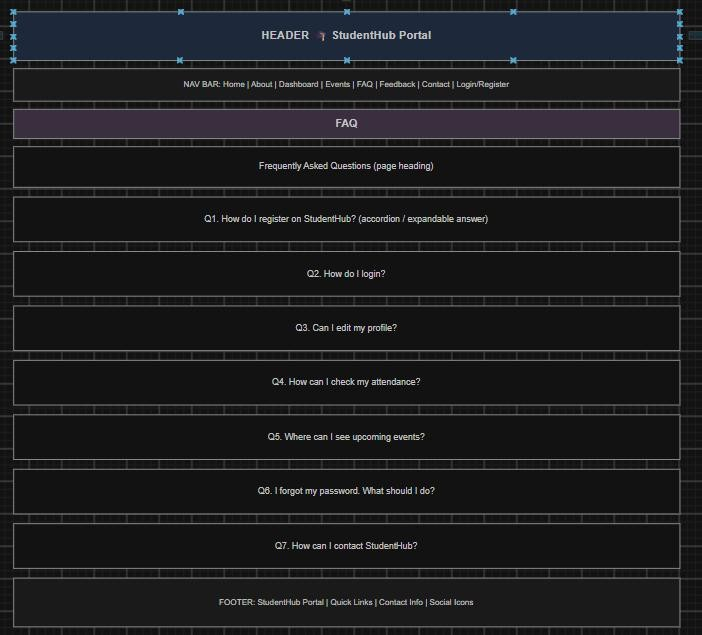 HEADER 🎓 StudentHub Portal
NAV BAR: Home | About | Dashboard | Events | FAQ | Feedback | Contact | Login/Register
FAQ
Frequently Asked Questions (page heading)
Q1. How do I register on StudentHub? (accordion / expandable answer)
Q2. How do I login?
Q3. Can I edit my profile?
Q4. How can I check my attendance?
Q5. Where can I see upcoming events?
Q6. I forgot my password. What should I do?
Q7. How can I contact StudentHub?
FOOTER: StudentHub Portal | Quick Links | Contact Info | Social Icons